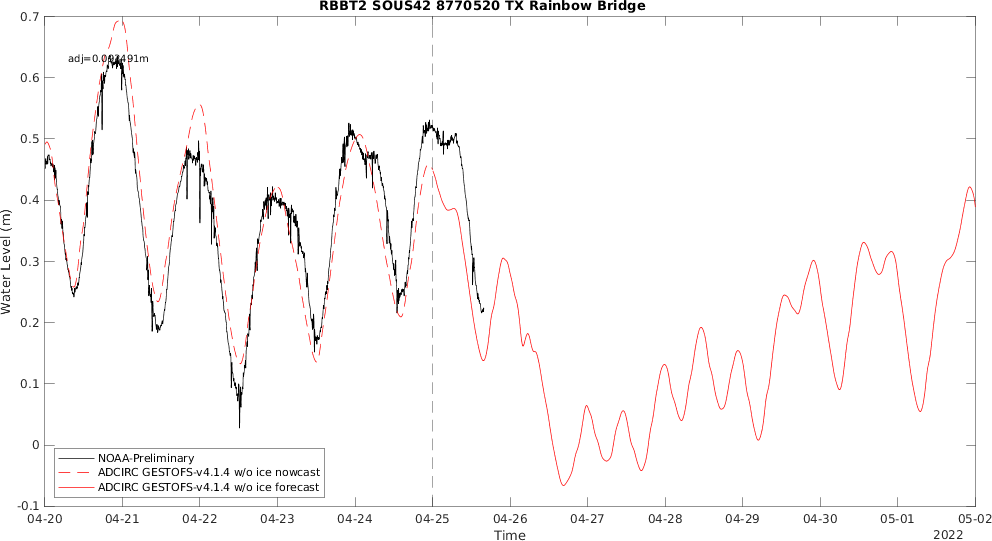 RBBT2 SOUS42 8770520 TX Rainbow Bridge
0.7
0.6
0.5
0.4
0.3
0.2
0.1
0
-0.1
Water Level (m)
NOAA-Preliminary
ADCIRC GESTOFS-v4.1.4 w/o ice nowcast
ADCIRC GESTOFS-v4.1.4 w/o ice forecast
04-20 04-21 04-22 04-23 04-24 04-25 04-26 04-27 04-28 04-29 04-30 05-01 05-02
Time
2022